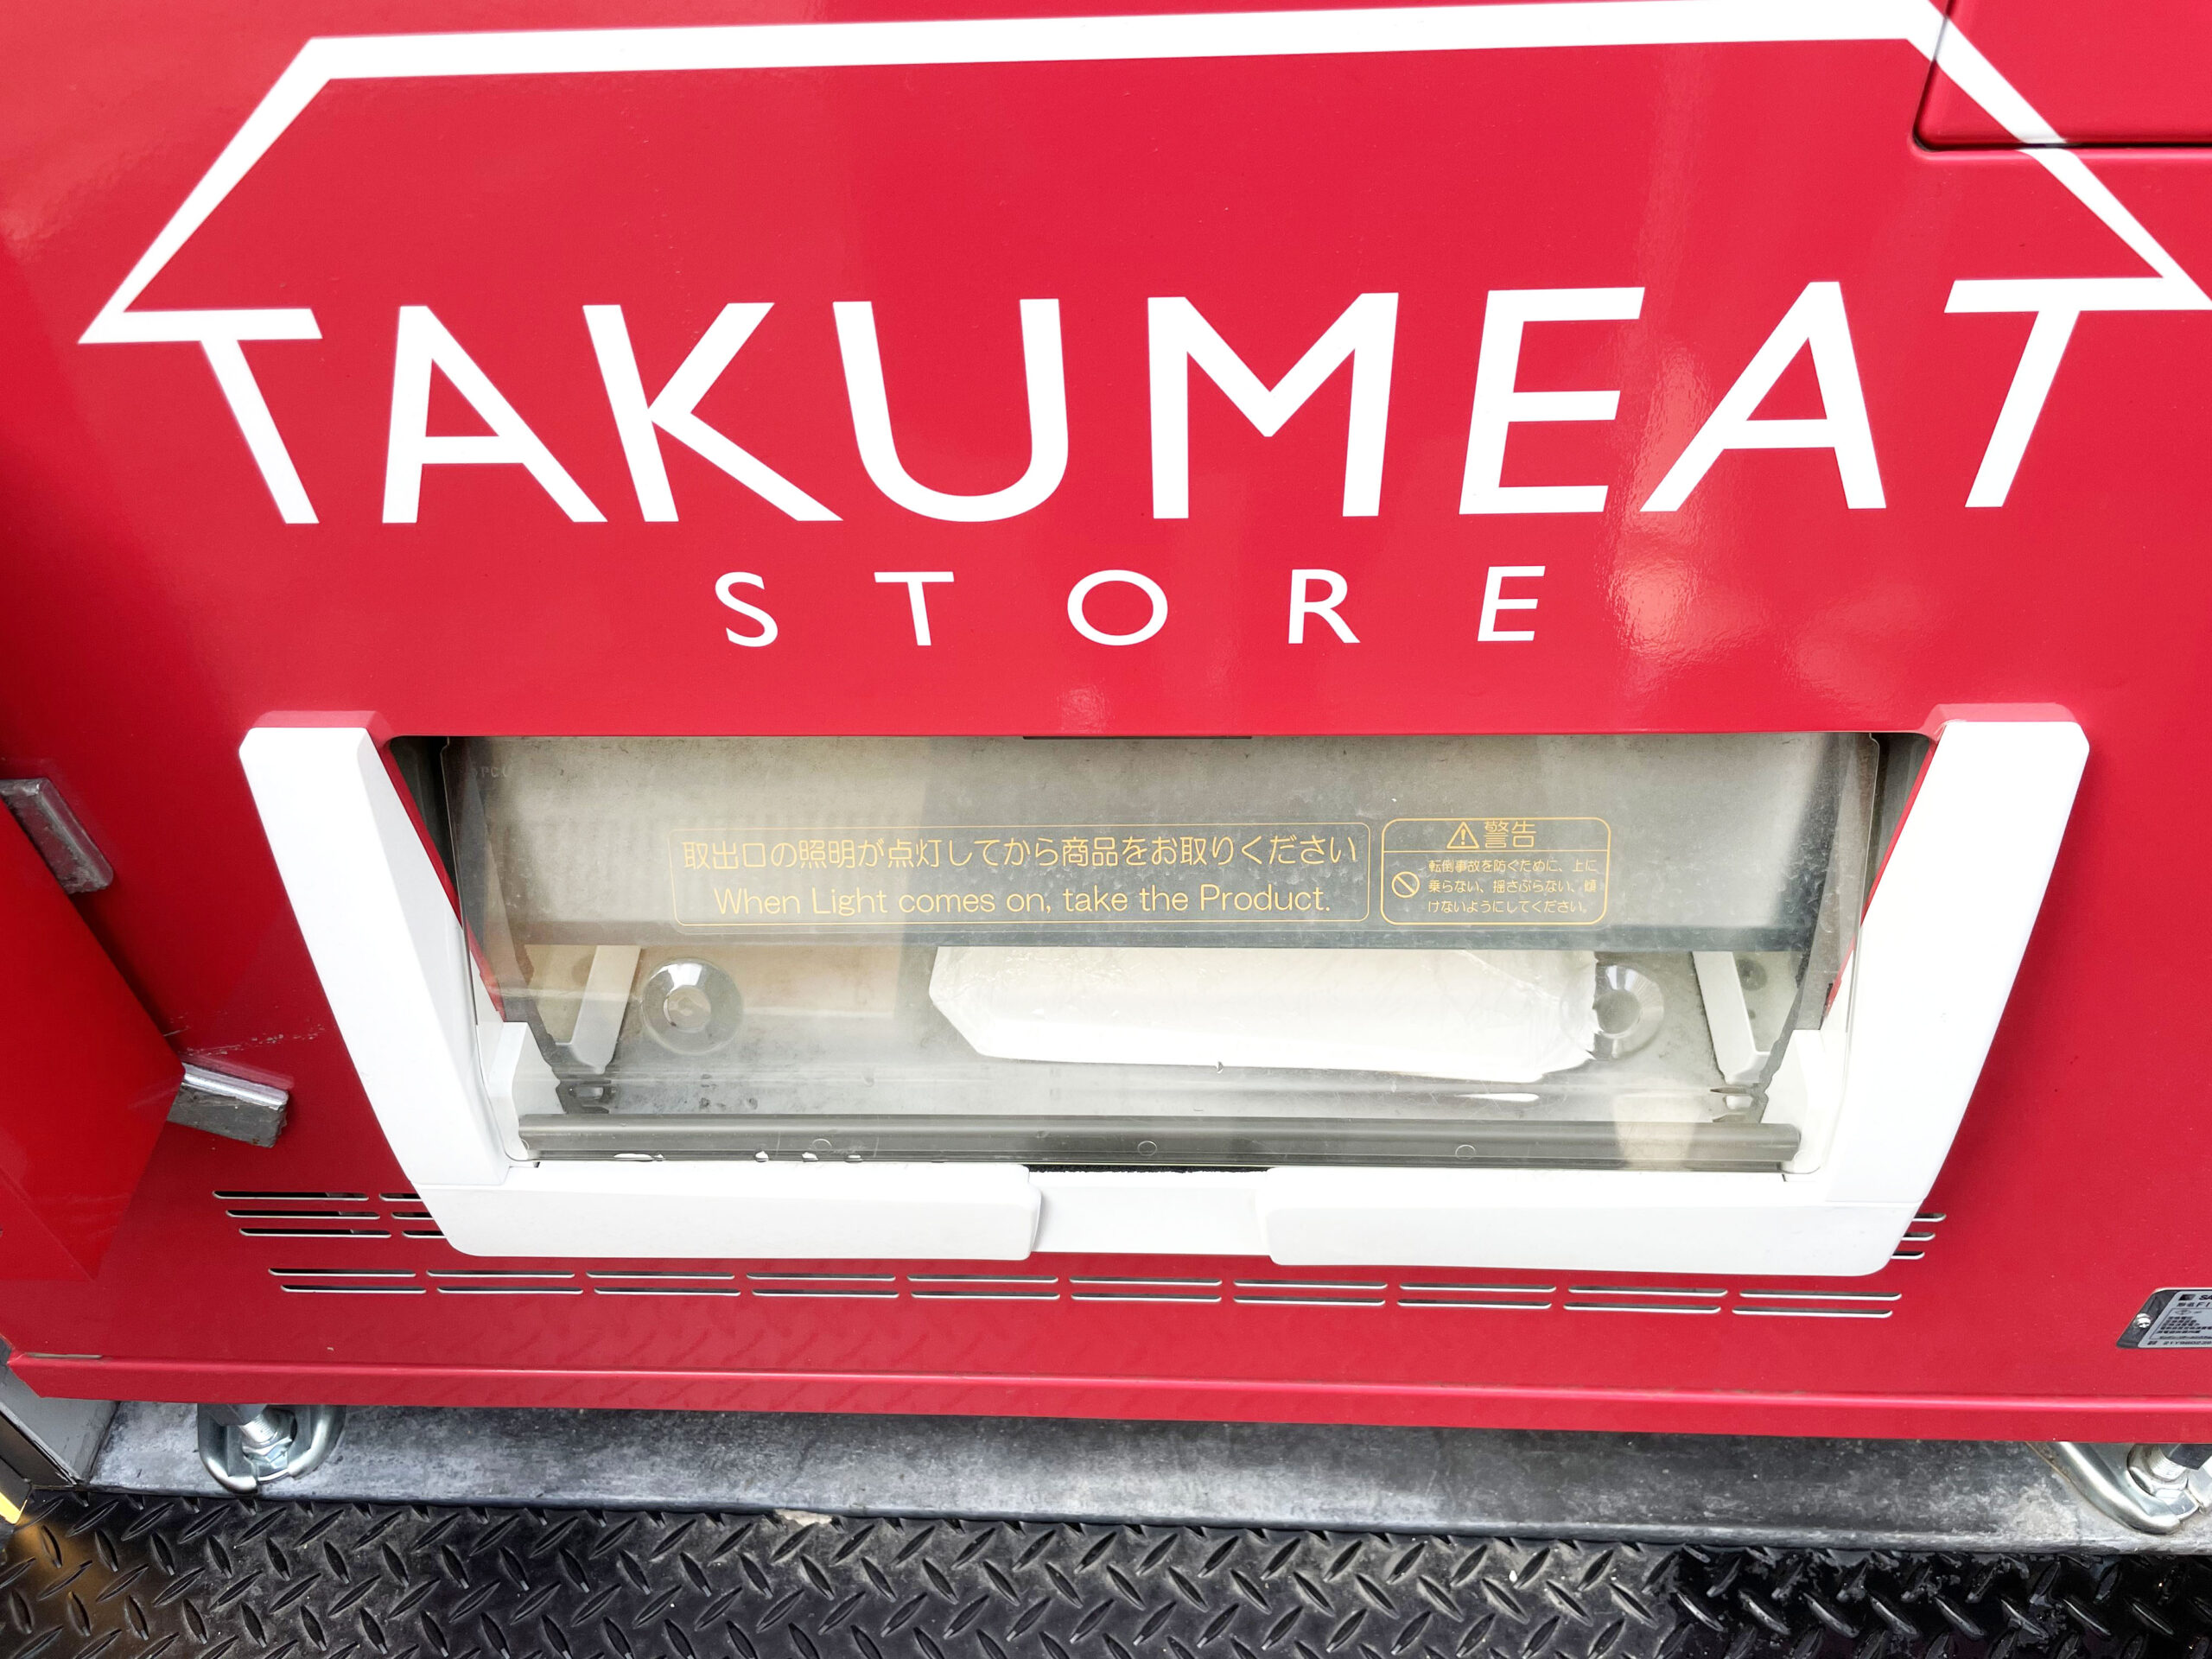 TAKUMEAT
STORE
取出口の照明が点灯してから商品をお取りください
When Light comes on, take the Product.
警告
転倒事故を防ぐために、上に
乗らない、揺さぶらない、傾
けないようにしてください。